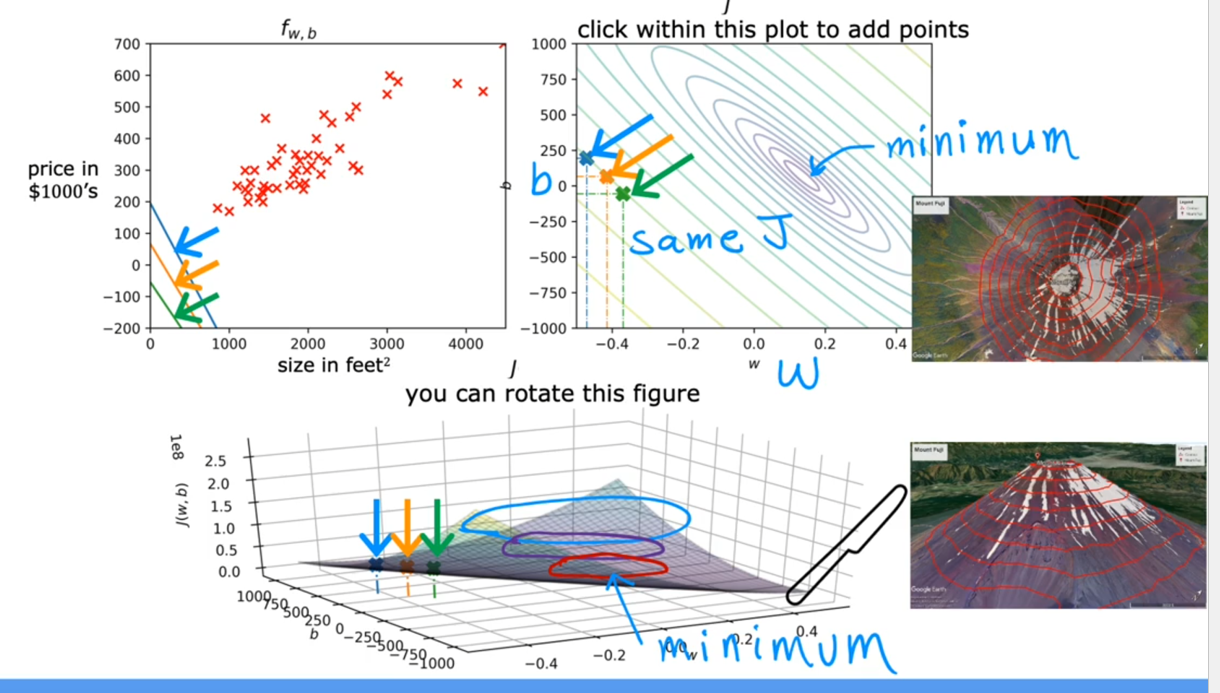 J
f w, b
click within this plot to add points
700
600
500
400
300
200
100
0
−100
−200
price in
$1000's
0 1000 2000 3000 4000
size in feet²
1000
750
500
250
0
−250
−500
−750
−1000
b
b
−0.4 −0.2 0.0 0.2 0.4
w
W
minimum
same J
Mount Fuji
Legend
Google Earth
J
you can rotate this figure
1e8
J(w,b)
2.5
2.0
1.5
1.0
0.5
0.0
1000
750
500
250
0
−250
−500
−750
−1000
b
−0.4
−0.2
0.0
0.2
0.4
w
minimum
Mount Fuji
Legend
Google Earth